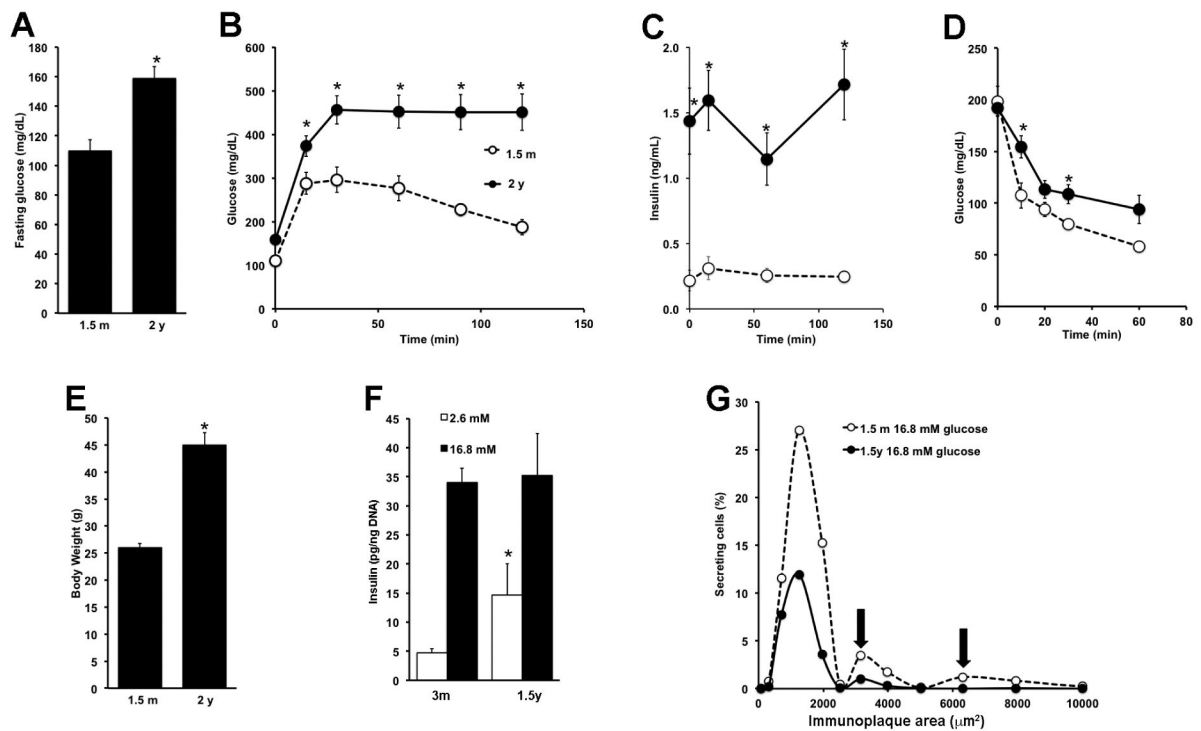 A
Fasting glucose (mg/dL)
180
160
140
120
100
80
60
40
20
0
*
1.5 m
2 y
B
Glucose (mg/dL)
600
500
400
300
200
100
0
* * * * *
1.5 m
2 y
0 50 100 150
Time (min)
C
Insulin (ng/mL)
2.0
1.5
1.0
0.5
0.0
* * * *
0 50 100 150
Time (min)
D
Glucose (mg/dL)
250
200
150
100
50
0
* *
0 20 40 60 80
Time (min)
E
Body Weight (g)
50
45
40
35
30
25
20
15
10
5
0
*
1.5 m
2 y
F
2.6 mM
16.8 mM
Insulin (pg/ng DNA)
45
40
35
30
25
20
15
10
5
0
*
3m
1.5y
G
1.5 m 16.8 mM glucose
1.5y 16.8 mM glucose
Secreting cells (%)
30
25
20
15
10
5
0
0 2000 4000 6000 8000 10000
Immunoplaque area (μm²)